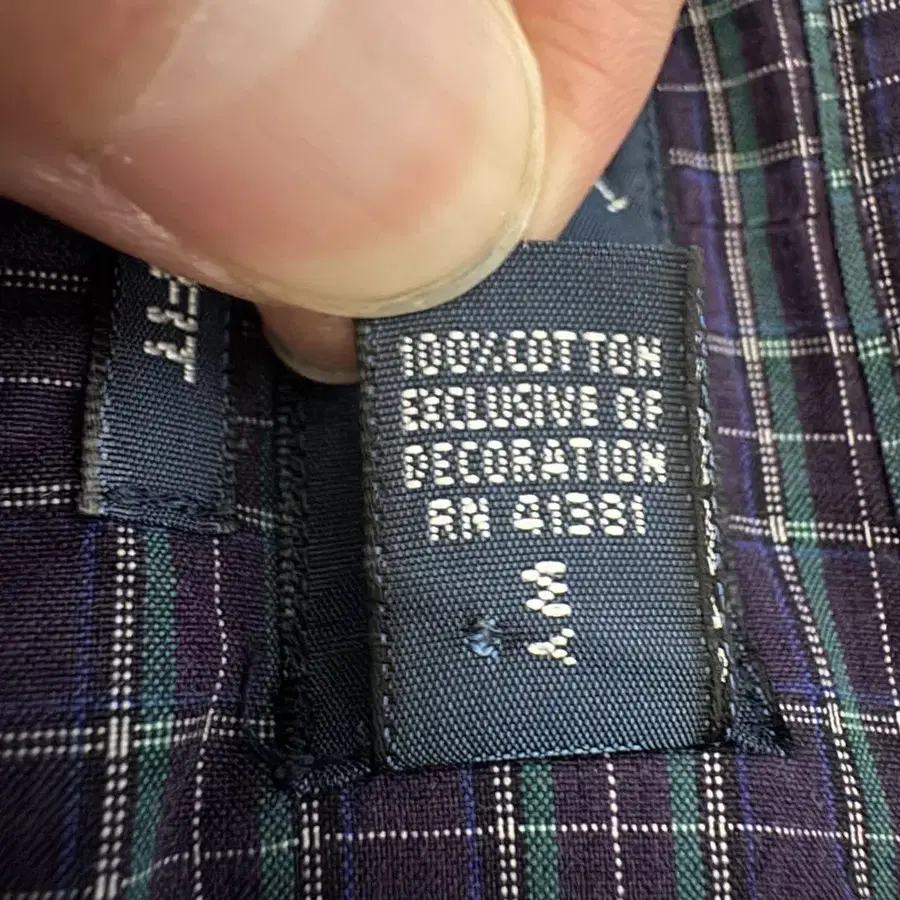 100%COTTON
EXCLUSIVE OF
DECORATION
RN 41381